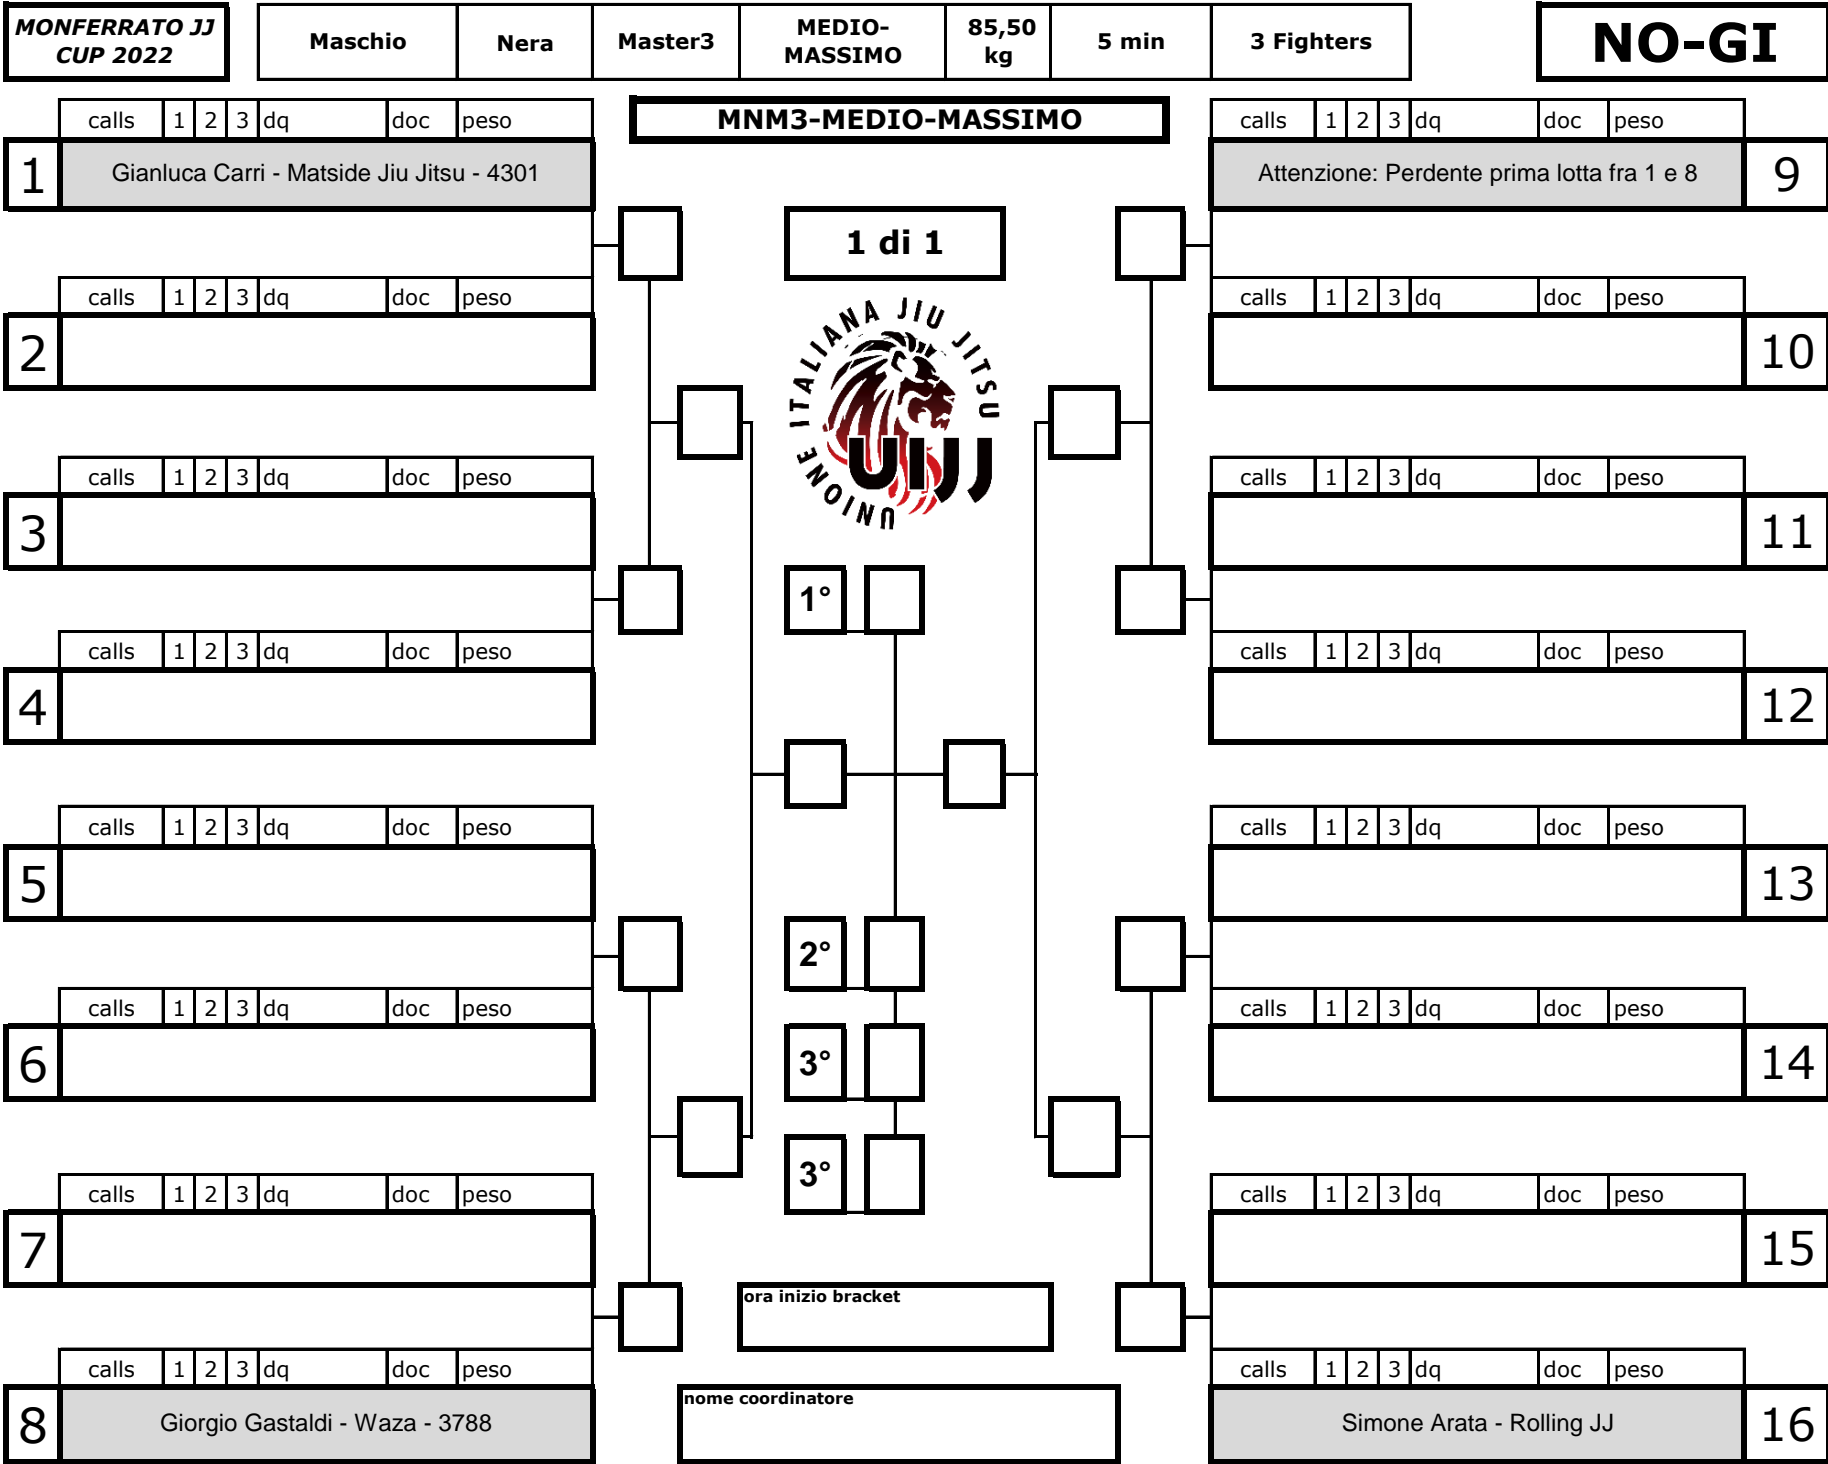 MONFERRATO JJ CUP 2022
Maschio
Nera
Master3
MEDIO-MASSIMO
85,50 kg
5 min
3 Fighters
NO-GI
MNM3-MEDIO-MASSIMO
calls 1 2 3 dq doc peso
1 Gianluca Carri - Matside Jiu Jitsu - 4301
calls 1 2 3 dq doc peso
2
calls 1 2 3 dq doc peso
3
calls 1 2 3 dq doc peso
4
calls 1 2 3 dq doc peso
5
calls 1 2 3 dq doc peso
6
calls 1 2 3 dq doc peso
7
calls 1 2 3 dq doc peso
8 Giorgio Gastaldi - Waza - 3788
1 di 1
UNIONE ITALIANA JIU JITSU
UIJJ
1°
2°
3°
3°
ora inizio bracket
nome coordinatore
calls 1 2 3 dq doc peso
Attenzione: Perdente prima lotta fra 1 e 8 9
calls 1 2 3 dq doc peso
10
calls 1 2 3 dq doc peso
11
calls 1 2 3 dq doc peso
12
calls 1 2 3 dq doc peso
13
calls 1 2 3 dq doc peso
14
calls 1 2 3 dq doc peso
15
calls 1 2 3 dq doc peso
Simone Arata - Rolling JJ 16